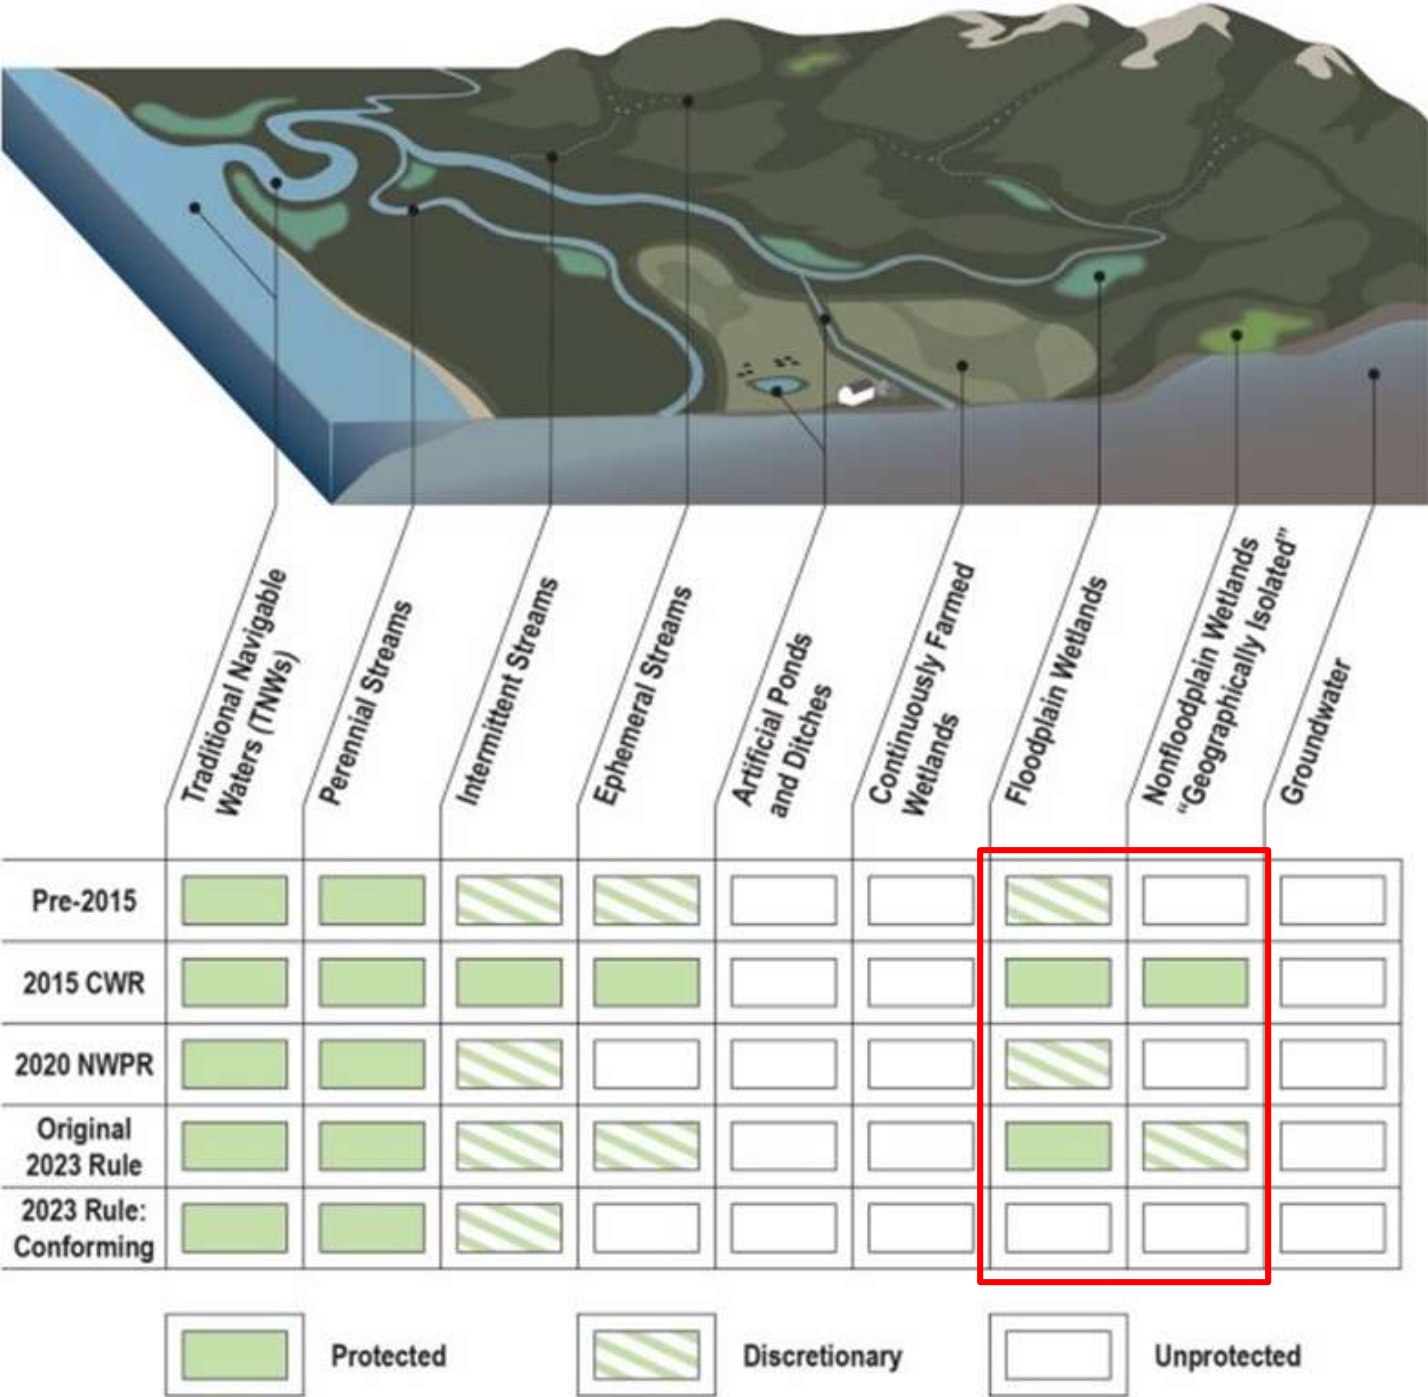 Traditional Navigable
Waters (TNWs)
Perennial Streams
Intermittent Streams
Ephemeral Streams
Artificial Ponds
and Ditches
Continuously Farmed
Wetlands
Floodplain Wetlands
Nonfloodplain Wetlands
“Geographically Isolated”
Groundwater
Pre-2015
2015 CWR
2020 NWPR
Original
2023 Rule
2023 Rule:
Conforming
Protected
Discretionary
Unprotected